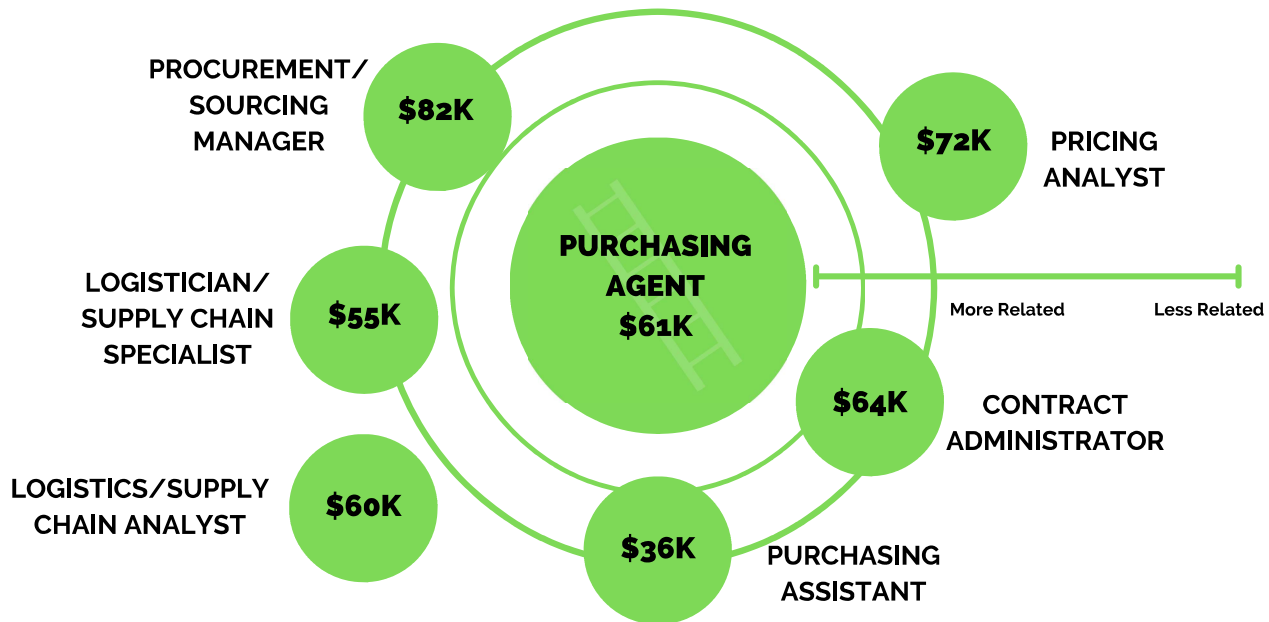 PROCUREMENT/
SOURCING
MANAGER
$82K
$72K
PRICING
ANALYST
PURCHASING
AGENT
$61K
LOGISTICIAN/
SUPPLY CHAIN
SPECIALIST
$55K
More Related
Less Related
$64K
CONTRACT
ADMINISTRATOR
LOGISTICS/SUPPLY
CHAIN ANALYST
$60K
$36K
PURCHASING
ASSISTANT